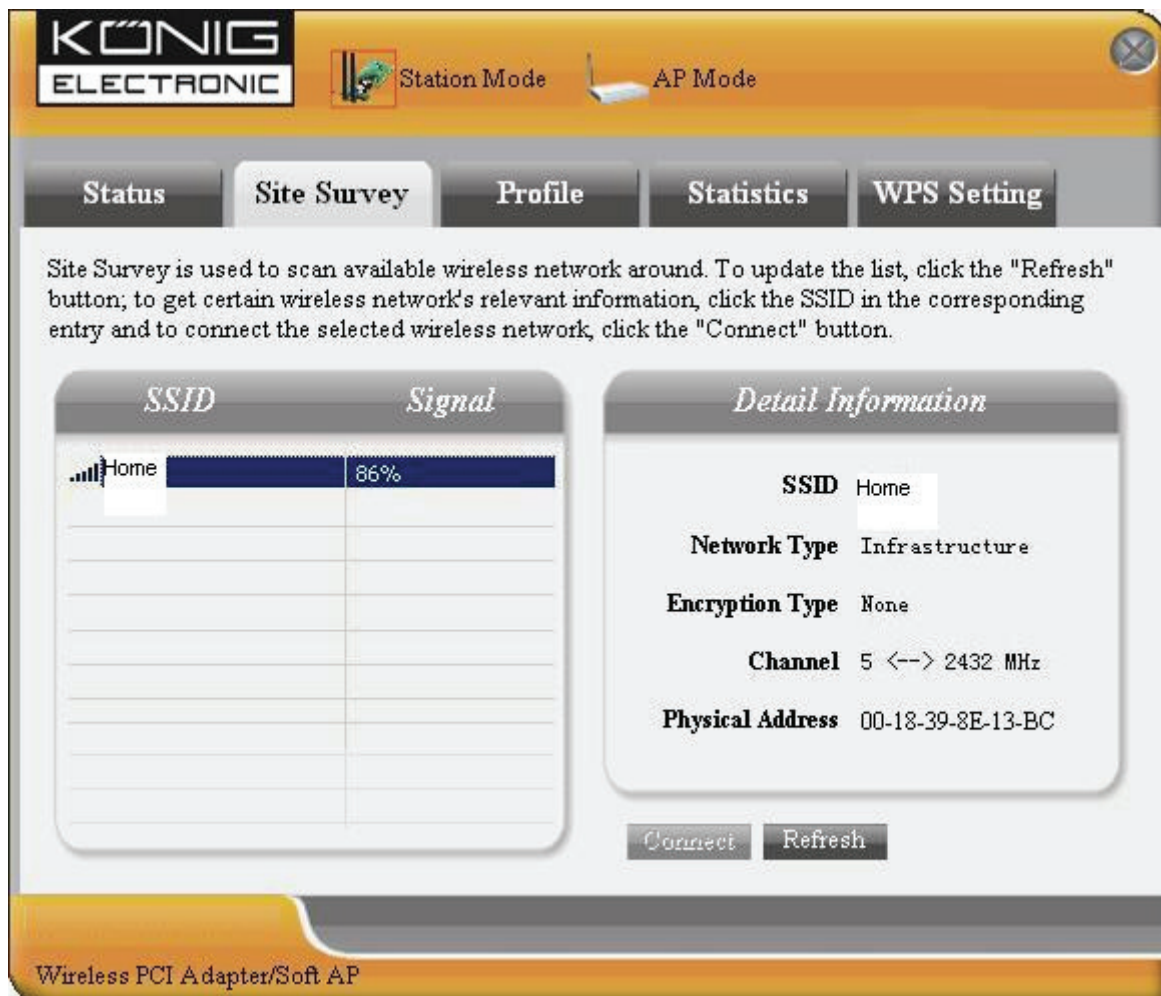 KÖNIG
ELECTRONIC
Station Mode
AP Mode
Status
Site Survey
Profile
Statistics
WPS Setting
Site Survey is used to scan available wireless network around. To update the list, click the "Refresh"
button; to get certain wireless network's relevant information, click the SSID in the corresponding
entry and to connect the selected wireless network, click the "Connect" button.
SSID
Signal
Home
86%
Detail Information
SSID Home
Network Type Infrastructure
Encryption Type None
Channel 5 <--> 2432 MHz
Physical Address 00-18-39-8E-13-BC
Connect
Refresh
Wireless PCI Adapter/Soft AP